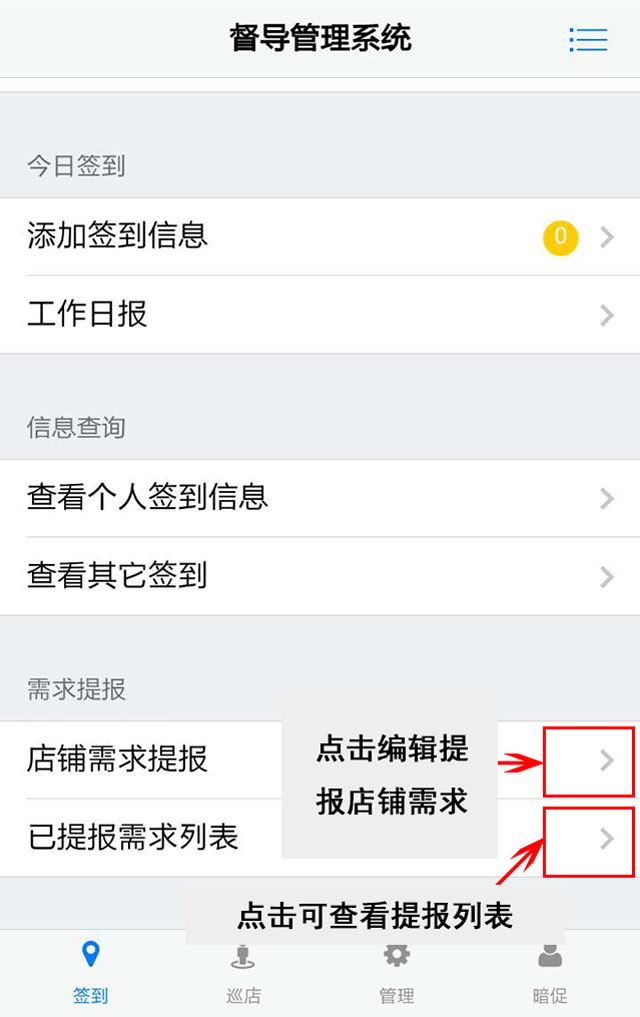 督导管理系统
今日签到
添加签到信息 0
工作日报
信息查询
查看个人签到信息
查看其它签到
需求提报
店铺需求提报
点击编辑提
报店铺需求
已提报需求列表
点击可查看提报列表
签到 巡店 管理 暗促